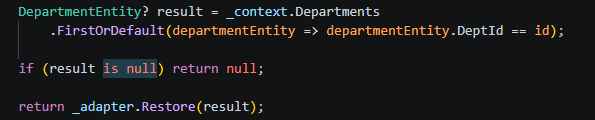 DepartmentEntity? result = _context.Departments
.FirstOrDefault(departmentEntity => departmentEntity.DeptId == id);
if (result is null) return null;
return _adapter.Restore(result);